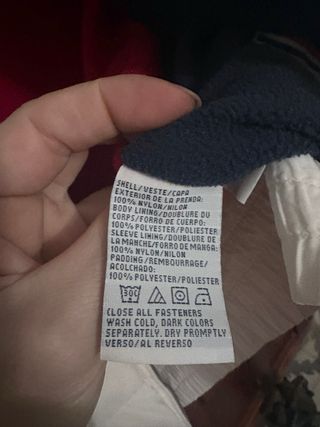 SHELL/VESTE/CAPA
EXTERIOR DE LA PRENDA:
100% NYLON/NILON
BODY LINING/DOUBLURE DU
CORPS/FORRO DE CUERPO:
100% POLYESTER/POLIESTER
SLEEVE LINING/DOUBLURE DE
LA MANCHE/FORRO DE MANGA:
100% NYLON/NILON
PADDING/REMBOURRAGE/
ACOLCHADO:
100% POLYESTER/POLIESTER
30C
CLOSE ALL FASTENERS
WASH COLD, DARK COLORS
SEPARATELY. DRY PROMPTLY
VERSO/AL REVERSO